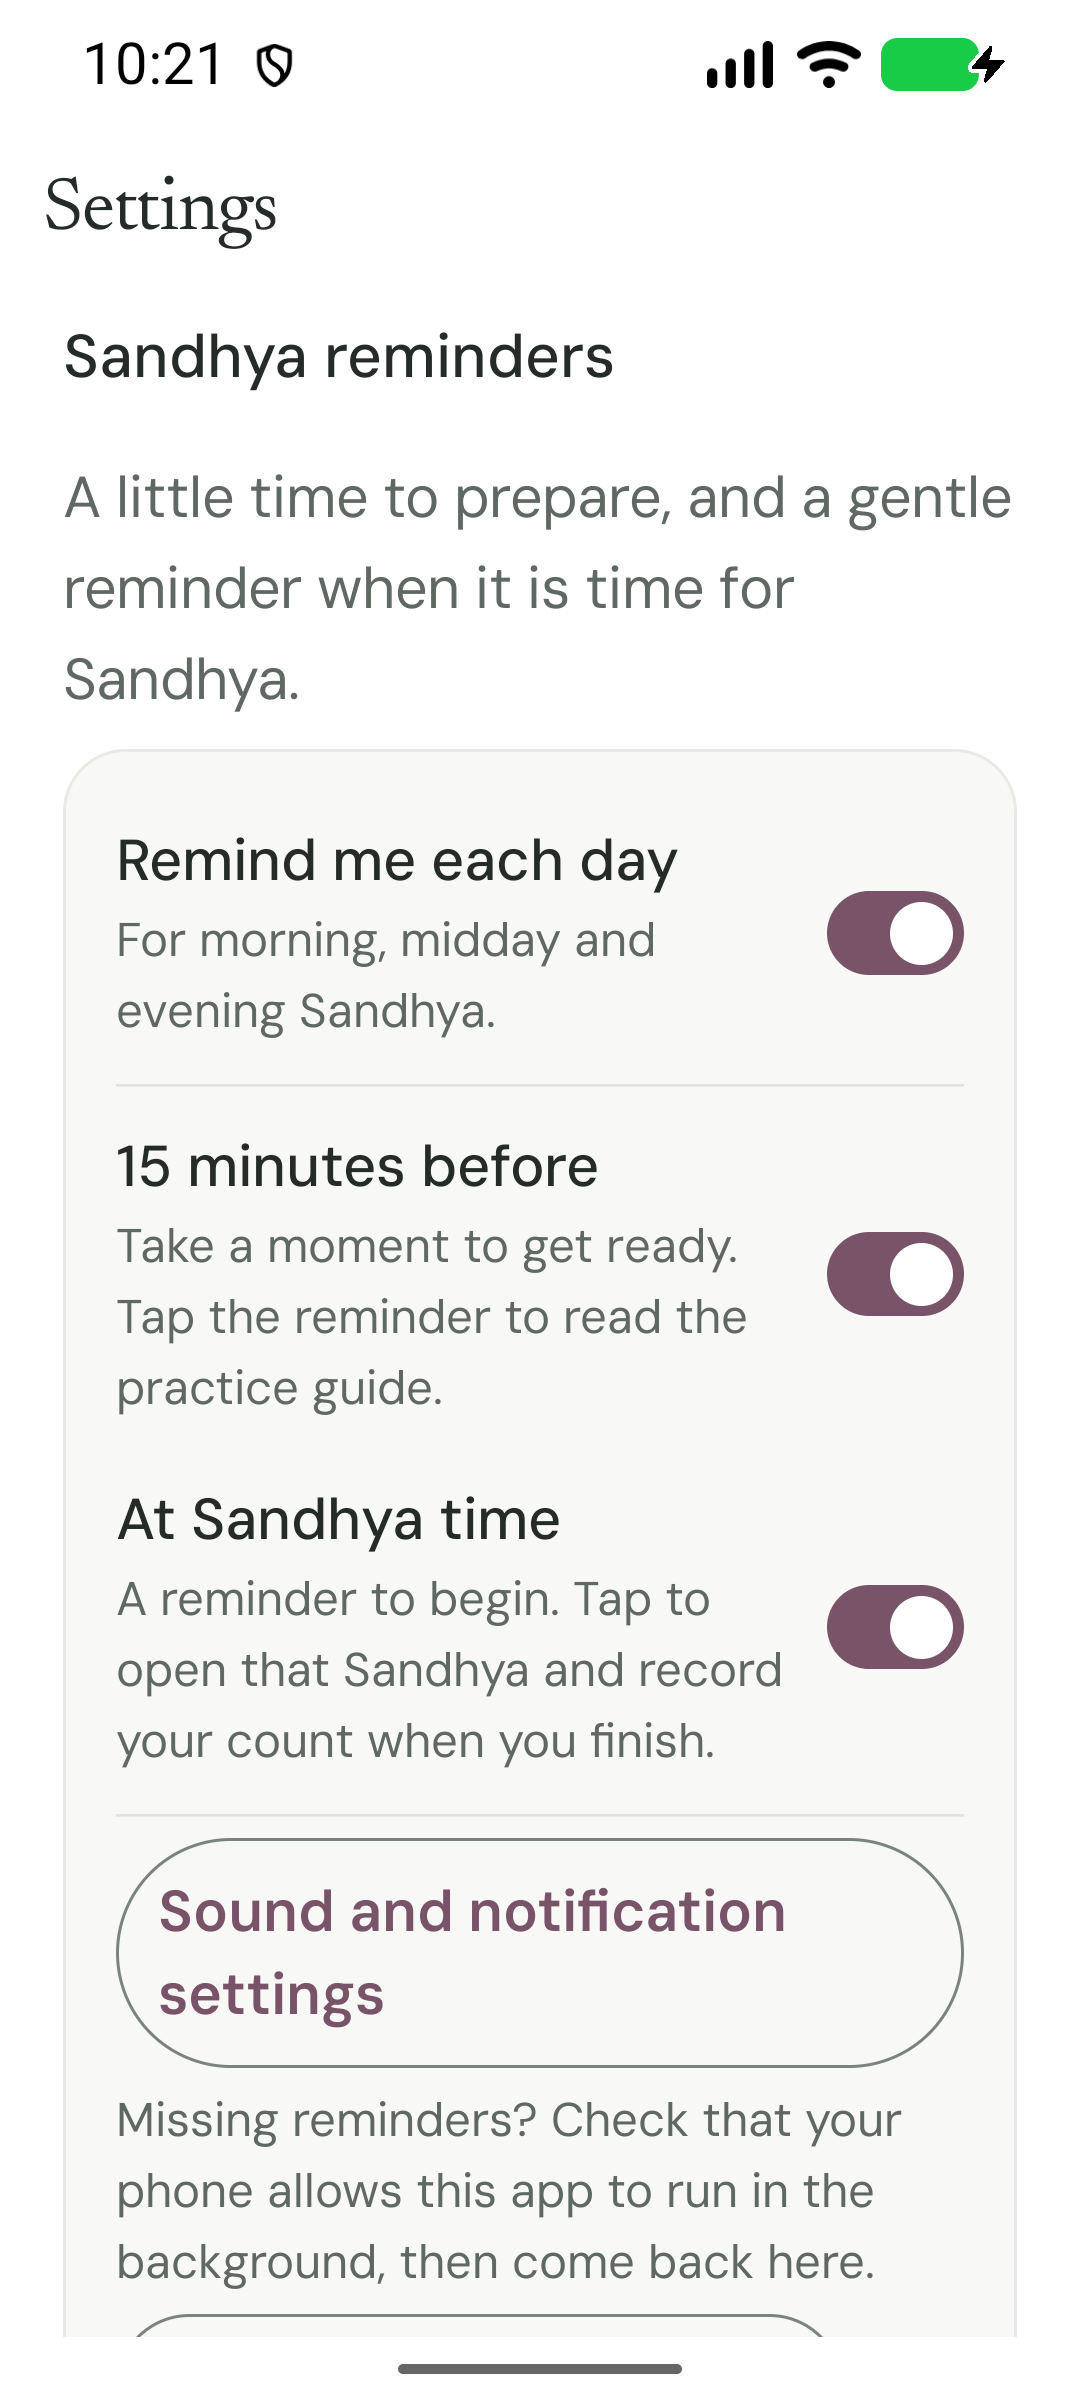 10:21
Settings
Sandhya reminders
A little time to prepare, and a gentle
reminder when it is time for
Sandhya.
Remind me each day
For morning, midday and
evening Sandhya.
15 minutes before
Take a moment to get ready.
Tap the reminder to read the
practice guide.
At Sandhya time
A reminder to begin. Tap to
open that Sandhya and record
your count when you finish.
Sound and notification
settings
Missing reminders? Check that your
phone allows this app to run in the
background, then come back here.